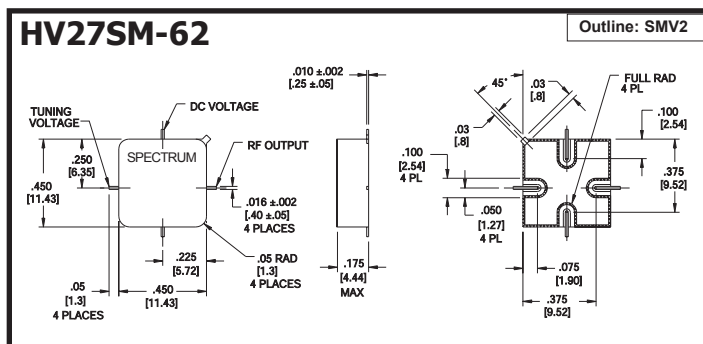 HV27SM-62
Outline: SMV2
.010 ±.002
[.25 ±.05]
TUNING
VOLTAGE
DC VOLTAGE
SPECTRUM
RF OUTPUT
.250
[6.35]
.450
[11.43]
.016 ±.002
[.40 ±.05]
4 PLACES
.225
[5.72]
.05 RAD
[1.3]
4 PLACES
.05
[1.3]
4 PLACES
.450
[11.43]
.175
[4.44]
MAX
45°
.03
[.8]
.03
[.8]
FULL RAD
4 PL
.100
[2.54]
.100
[2.54]
4 PL
.375
[9.52]
.050
[1.27]
4 PL
.075
[1.90]
.375
[9.52]